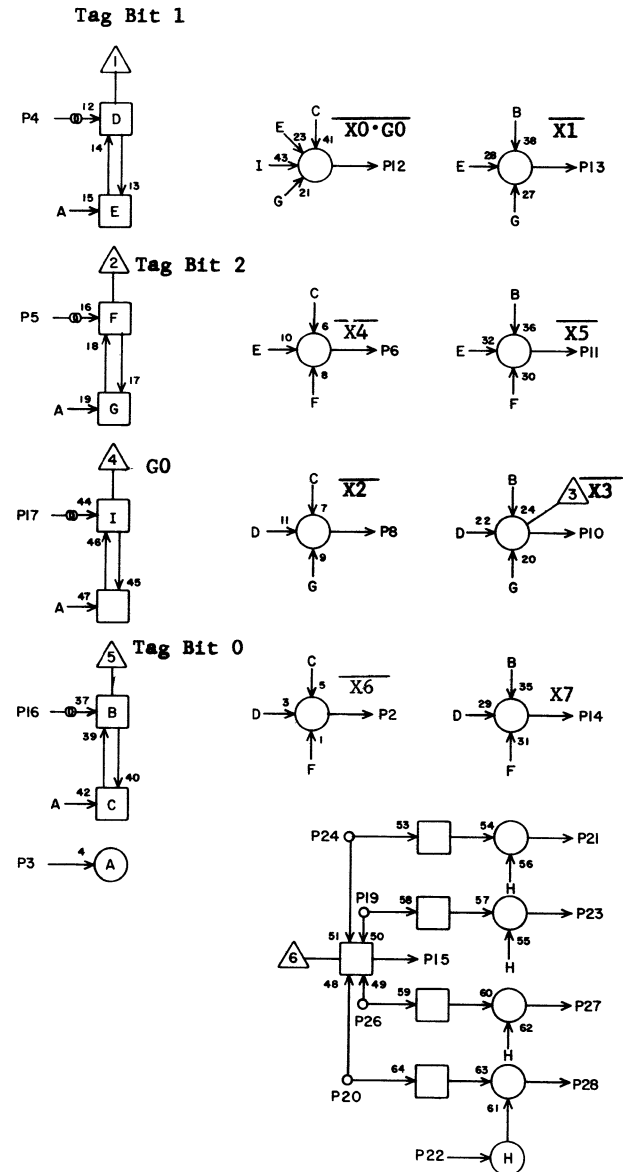 Tag Bit 1
1
P4 12 D
14 13
A 15 E
C
E 23 41 X0·G0
I 43 P12
G 21
B
38 X1
E 28 P13
27
G
Tag Bit 2
2
P5 16 F
18 17
A 19 G
C
6 X4
E 10 P6
8
F
B
36 X5
E 32 P11
30
F
G0
4
P17 44 I
46 45
A 47
C
7 X2
D 11 P8
9
G
B
24 3 X3
D 22 P10
20
G
Tag Bit 0
5
P16 37 B
39 40
A 42 C
P3 4 A
C
5 X6
D 3 P2
1
F
B
35 X7
D 29 P14
31
F
P24 53 54 P21
56
H
P19 58 57 P23
55
H
51 50
6 P15
48 49
P26 59 60 P27
62
H
P20 64 63 P28
61
P22 H